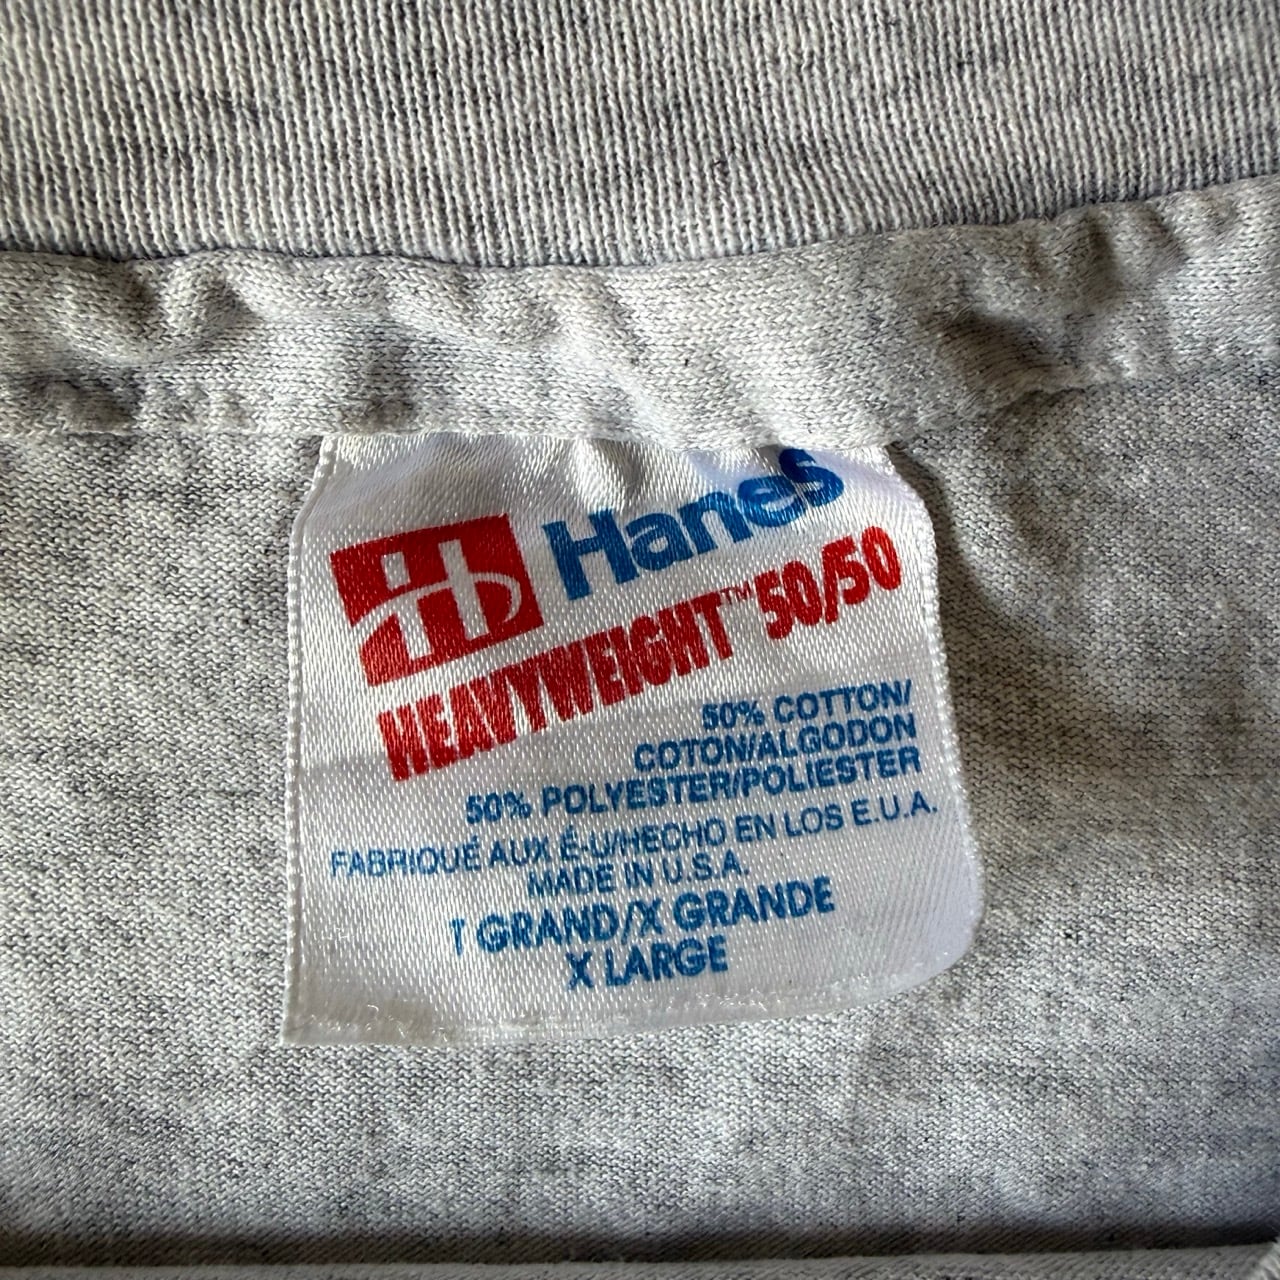 Hanes
HEAVYWEIGHT™ 50/50
50% COTTON/
COTON/ALGODON
50% POLYESTER/POLIESTER
FABRIQUÉ AUX É-U/HECHO EN LOS E.U.A.
MADE IN U.S.A.
T GRAND/X GRANDE
X LARGE